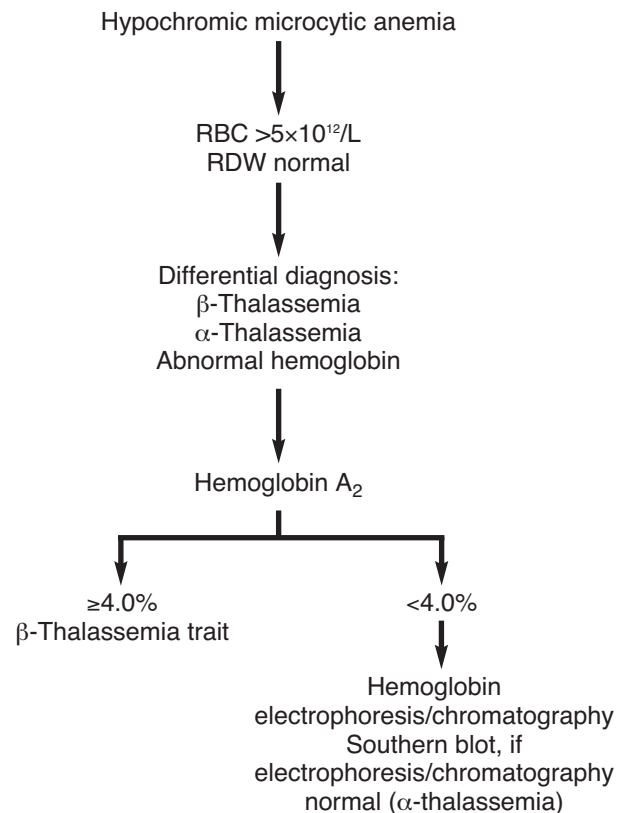 Hypochromic microcytic anemia
RBC >5×10¹²/L
RDW normal
Differential diagnosis:
β-Thalassemia
α-Thalassemia
Abnormal hemoglobin
Hemoglobin A₂
≥4.0%
β-Thalassemia trait
<4.0%
Hemoglobin
electrophoresis/chromatography
Southern blot, if
electrophoresis/chromatography
normal (α-thalassemia)